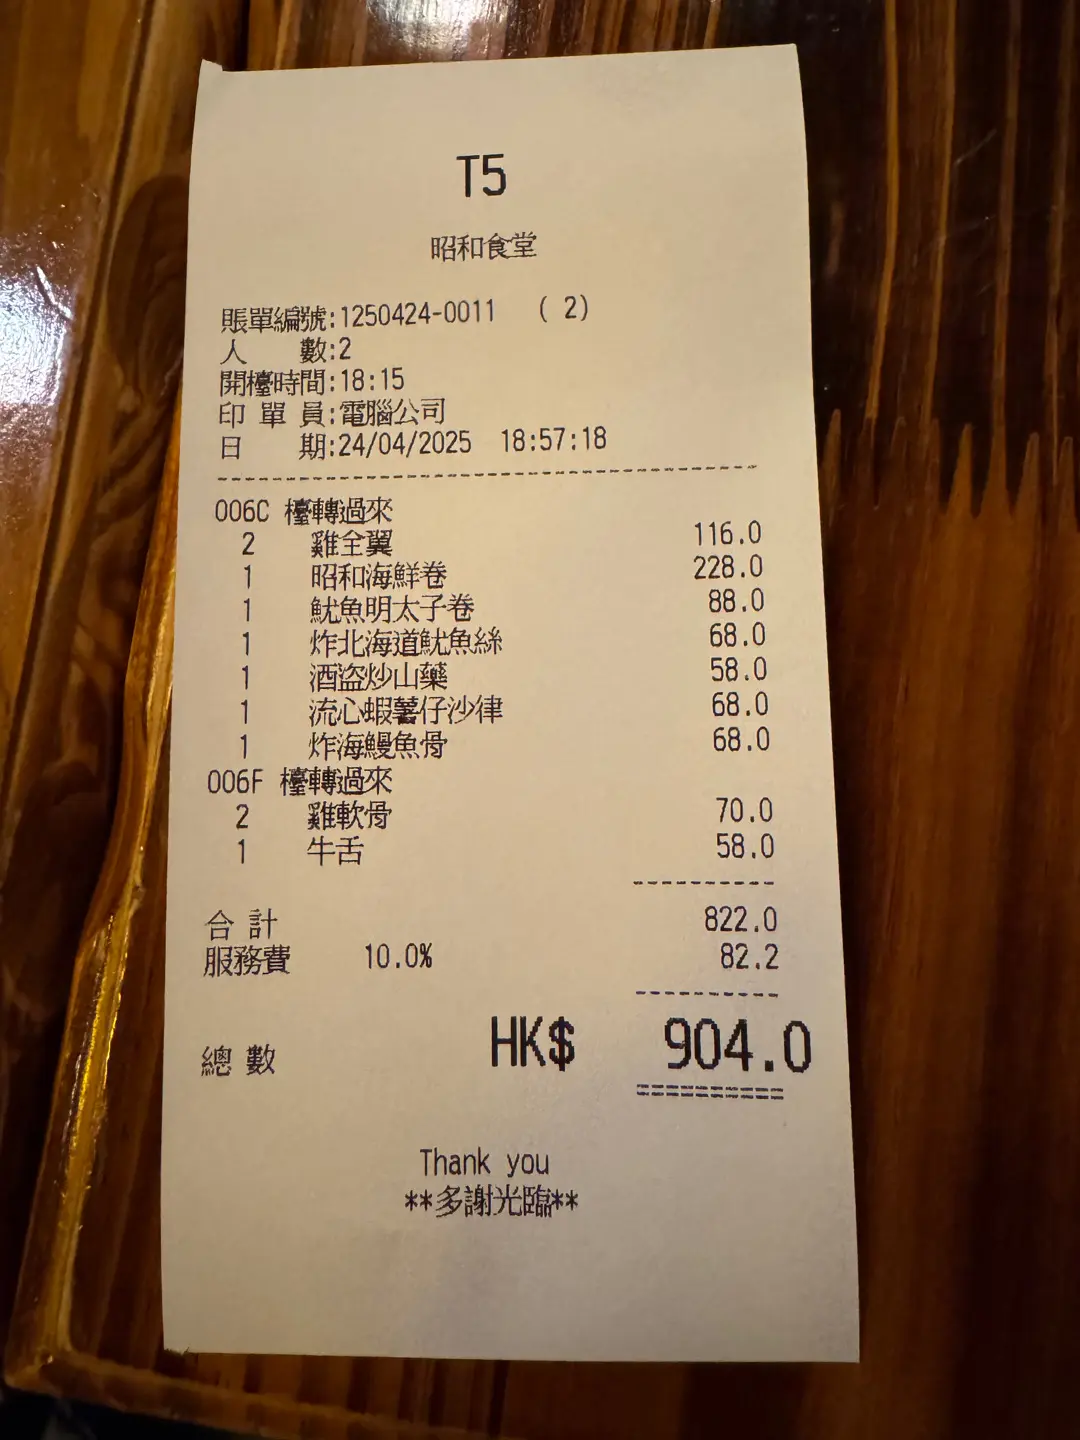 T5
昭和食堂
賬單編號:1250424-0011 ( 2)
人 數:2
開檯時間:18:15
印 單 員:電腦公司
日 期:24/04/2025 18:57:18
006C 檯轉過來
2 雞全翼 116.0
1 昭和海鮮卷 228.0
1 魷魚明太子卷 88.0
1 炸北海道魷魚絲 68.0
1 酒盜炒山藥 58.0
1 流心蝦薯仔沙律 68.0
1 炸海鰻魚骨 68.0
006F 檯轉過來
2 雞軟骨 70.0
1 牛舌 58.0
合 計 822.0
服務費 10.0% 82.2
總 數 HK$ 904.0
Thank you
**多謝光臨**